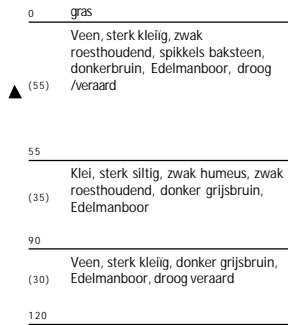 0 gras
Veen, sterk kleiïg, zwak
roesthoudend, spikkels baksteen,
donkerbruin, Edelmanboor, droog
(55) /veraard
55
Klei, sterk siltig, zwak humeus, zwak
roesthoudend, donker grijsbruin,
(35)
Edelmanboor
90
Veen, sterk kleiïg, donker grijsbruin,
(30) Edelmanboor, droog veraard
120